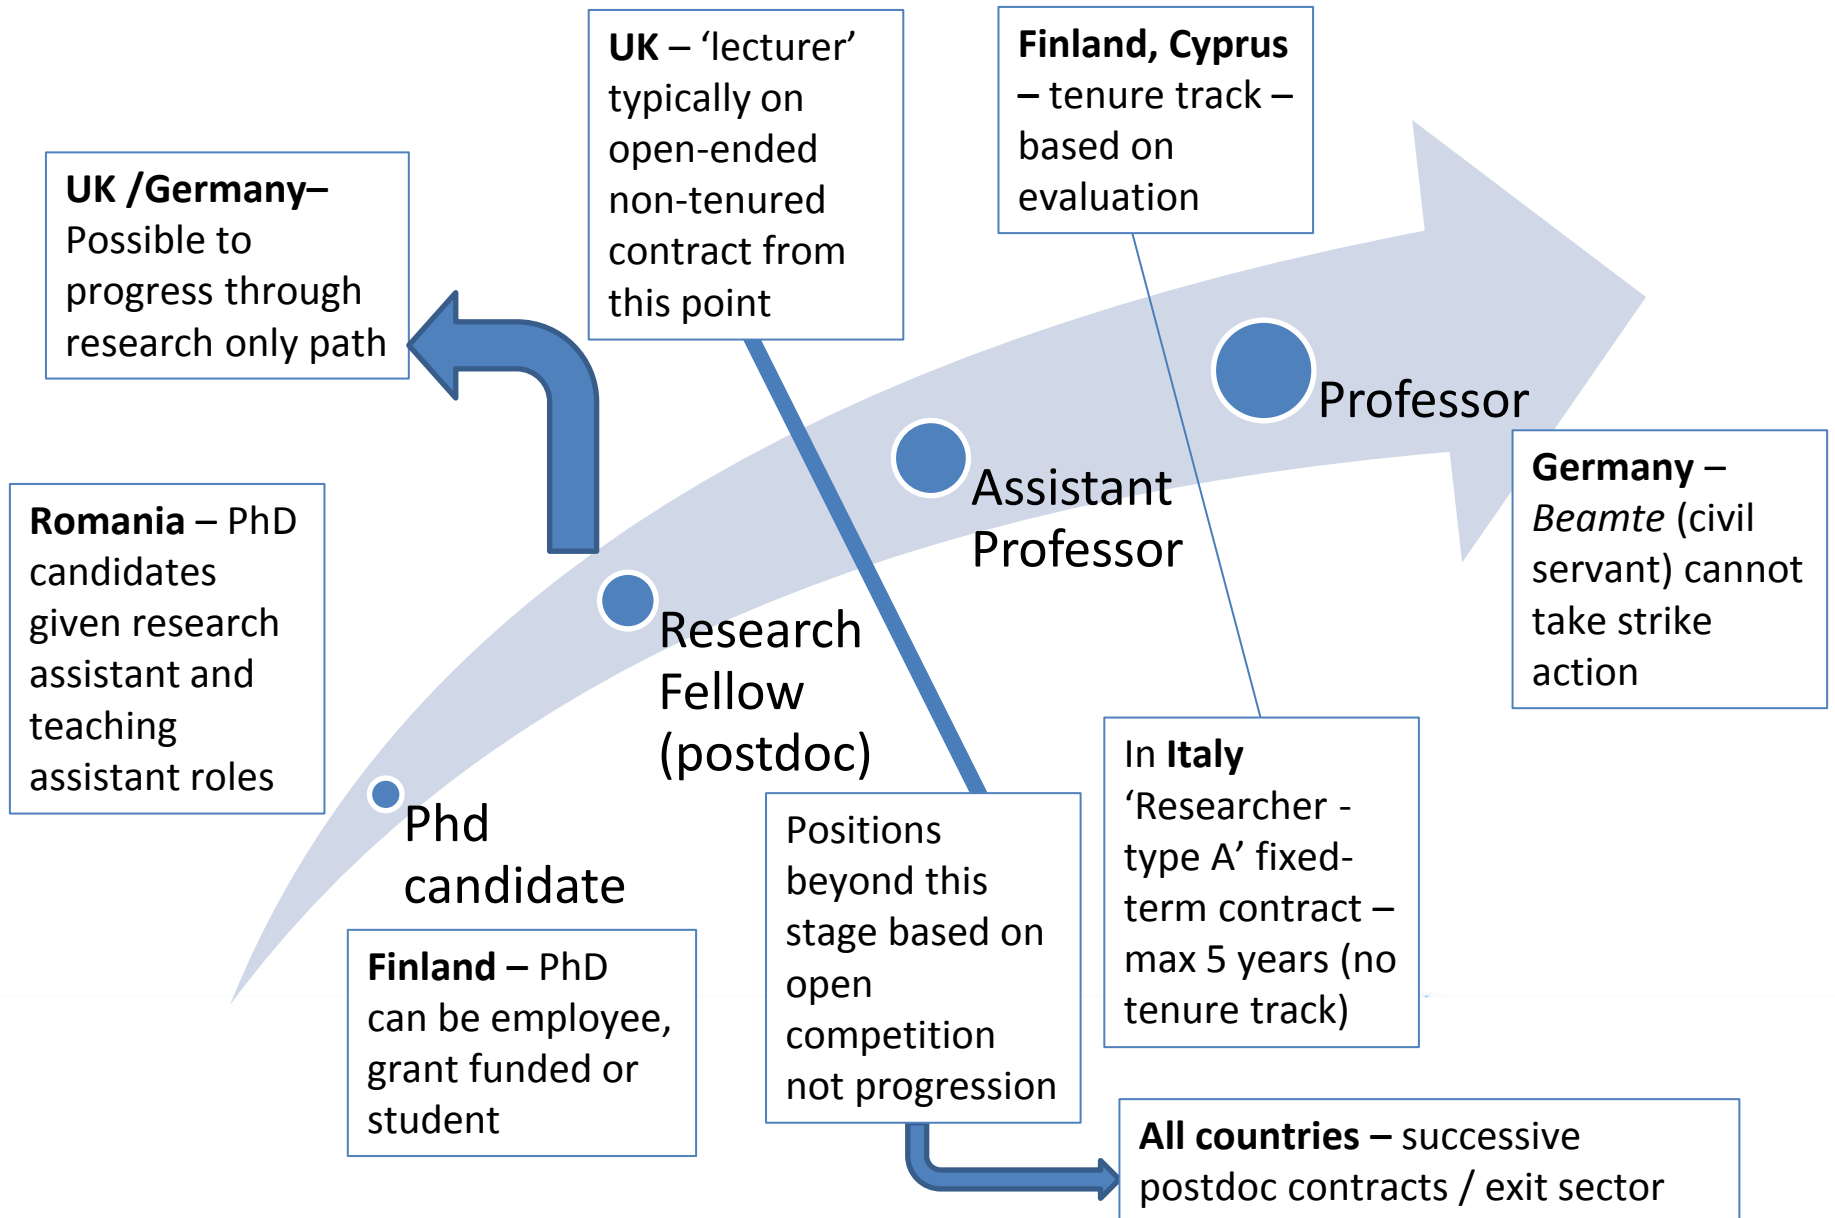 UK – ‘lecturer’
typically on
open-ended
non-tenured
contract from
this point
Finland, Cyprus
– tenure track –
based on
evaluation
UK /Germany–
Possible to
progress through
research only path
Professor
Germany –
Beamte (civil
servant) cannot
take strike
action
Assistant
Professor
Romania – PhD
candidates
given research
assistant and
teaching
assistant roles
Research
Fellow
(postdoc)
Phd
candidate
In Italy
‘Researcher -
type A’ fixed-
term contract –
max 5 years (no
tenure track)
Positions
beyond this
stage based on
open
competition
not progression
Finland – PhD
can be employee,
grant funded or
student
All countries – successive
postdoc contracts / exit sector